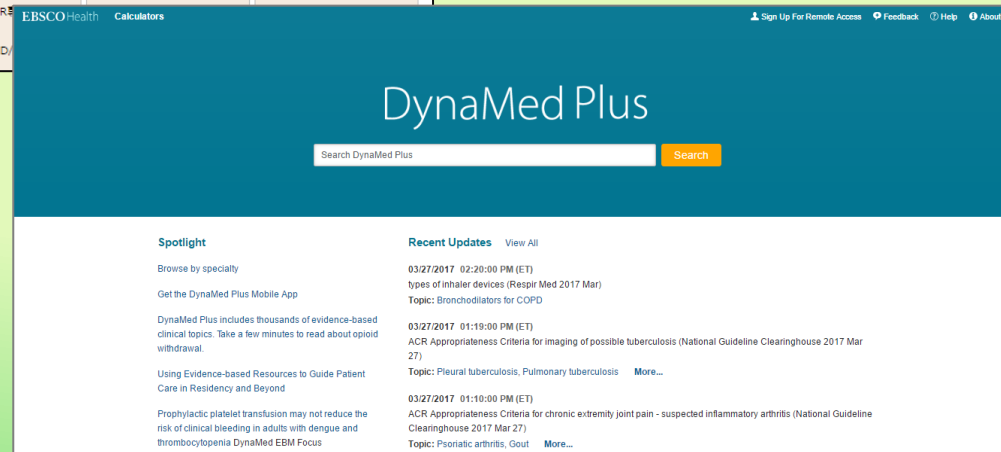 EBSCO Health Calculators Sign Up For Remote Access Feedback Help About
DynaMed Plus
Search DynaMed Plus Search
Spotlight
Browse by specialty
Get the DynaMed Plus Mobile App
DynaMed Plus includes thousands of evidence-based
clinical topics. Take a few minutes to read about opioid
withdrawal.
Using Evidence-based Resources to Guide Patient
Care in Residency and Beyond
Prophylactic platelet transfusion may not reduce the
risk of clinical bleeding in adults with dengue and
thrombocytopenia DynaMed EBM Focus
Recent Updates View All
03/27/2017 02:20:00 PM (ET)
types of inhaler devices (Respir Med 2017 Mar)
Topic: Bronchodilators for COPD
03/27/2017 01:19:00 PM (ET)
ACR Appropriateness Criteria for imaging of possible tuberculosis (National Guideline Clearinghouse 2017 Mar
27)
Topic: Pleural tuberculosis, Pulmonary tuberculosis More...
03/27/2017 01:10:00 PM (ET)
ACR Appropriateness Criteria for chronic extremity joint pain - suspected inflammatory arthritis (National Guideline
Clearinghouse 2017 Mar 27)
Topic: Psoriatic arthritis, Gout More...